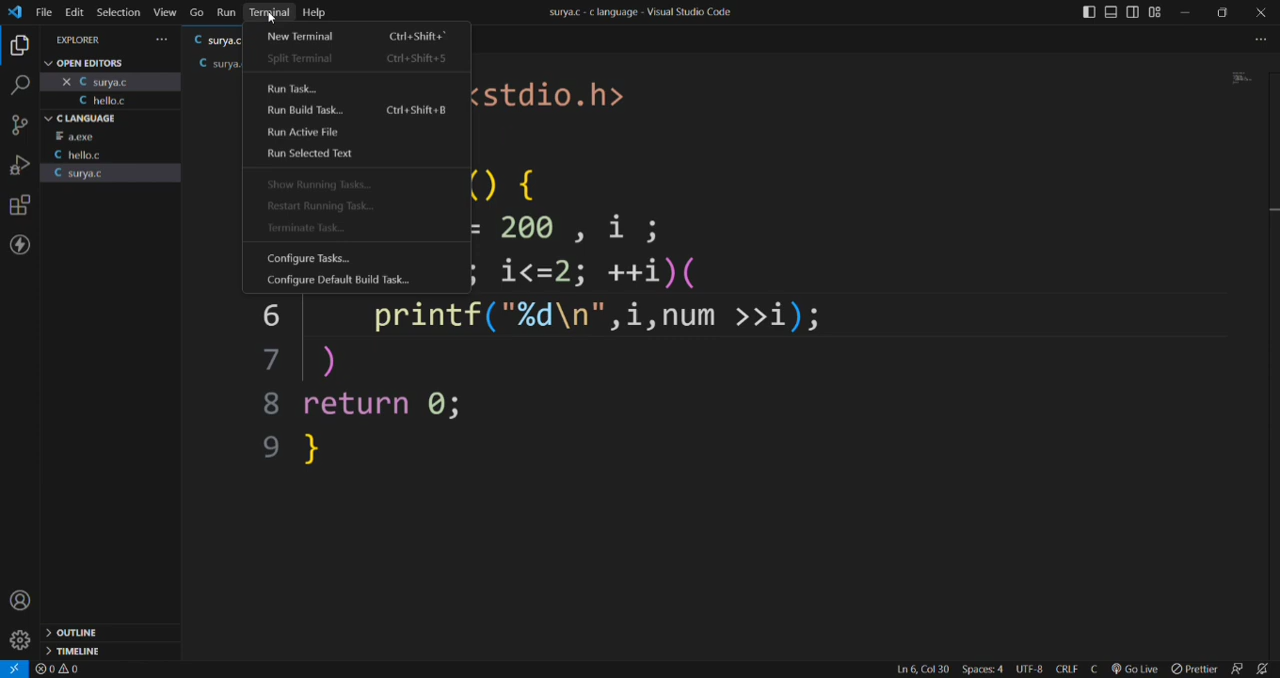 File Edit Selection View Go Run Terminal Help surya.c - c language - Visual Studio Code
EXPLORER
OPEN EDITORS
surya.c
hello.c
C LANGUAGE
a.exe
hello.c
surya.c
OUTLINE
TIMELINE
surya.c
surya.
New Terminal Ctrl+Shift+`
Split Terminal Ctrl+Shift+5
Run Task...
Run Build Task... Ctrl+Shift+B
Run Active File
Run Selected Text
Show Running Tasks...
Restart Running Task...
Terminate Task...
Configure Tasks...
Configure Default Build Task...
<stdio.h>
() {
= 200 , i ;
; i<=2; ++i)(
6 printf("%d\n",i,num >>i);
7 )
8 return 0;
9 }
0 0 Ln 6, Col 30 Spaces: 4 UTF-8 CRLF C Go Live Prettier